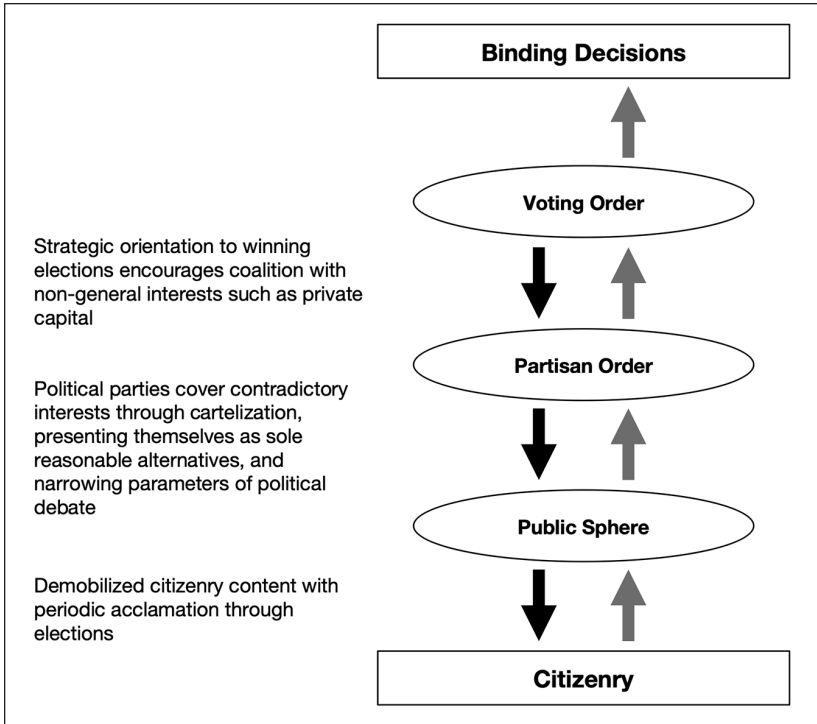 Binding Decisions
Voting Order
Strategic orientation to winning
elections encourages coalition with
non-general interests such as private
capital
Partisan Order
Political parties cover contradictory
interests through cartelization,
presenting themselves as sole
reasonable alternatives, and
narrowing parameters of political
debate
Public Sphere
Demobilized citizenry content with
periodic acclamation through
elections
Citizenry